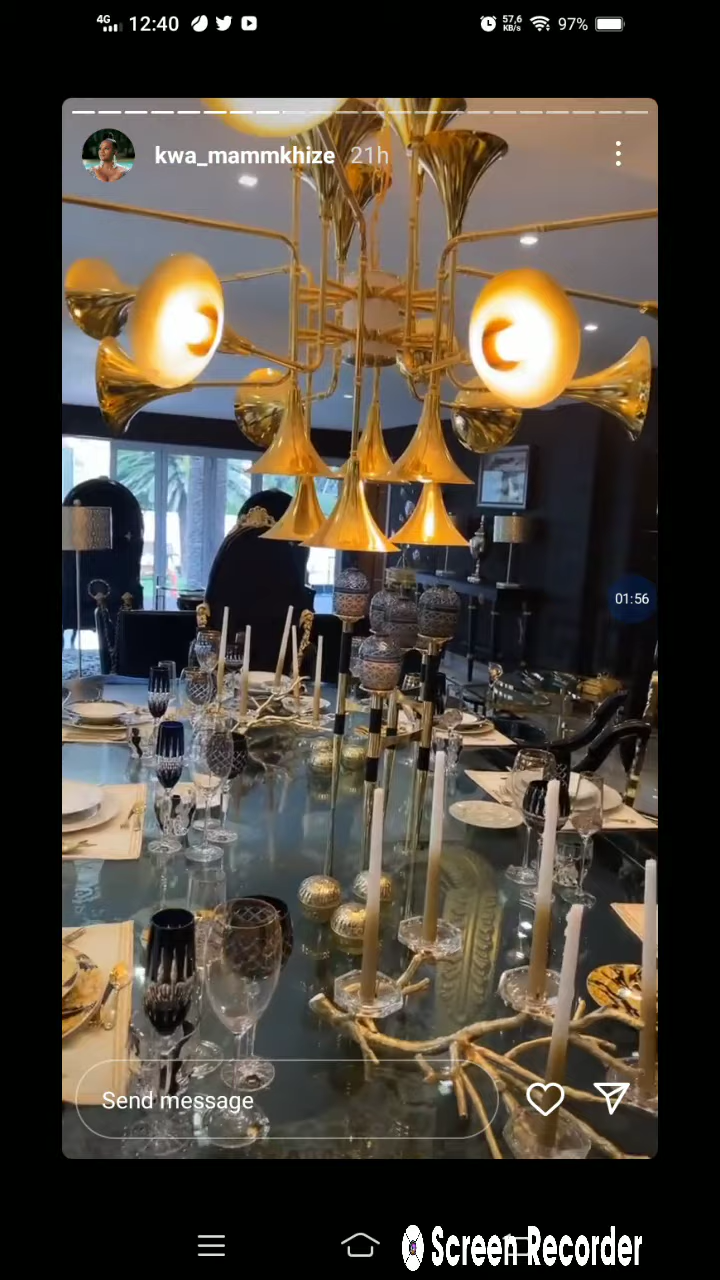 4G 12:40 57,6 KB/s 97%
kwa_mammkhize 21h
01:56
Send message
Screen Recorder